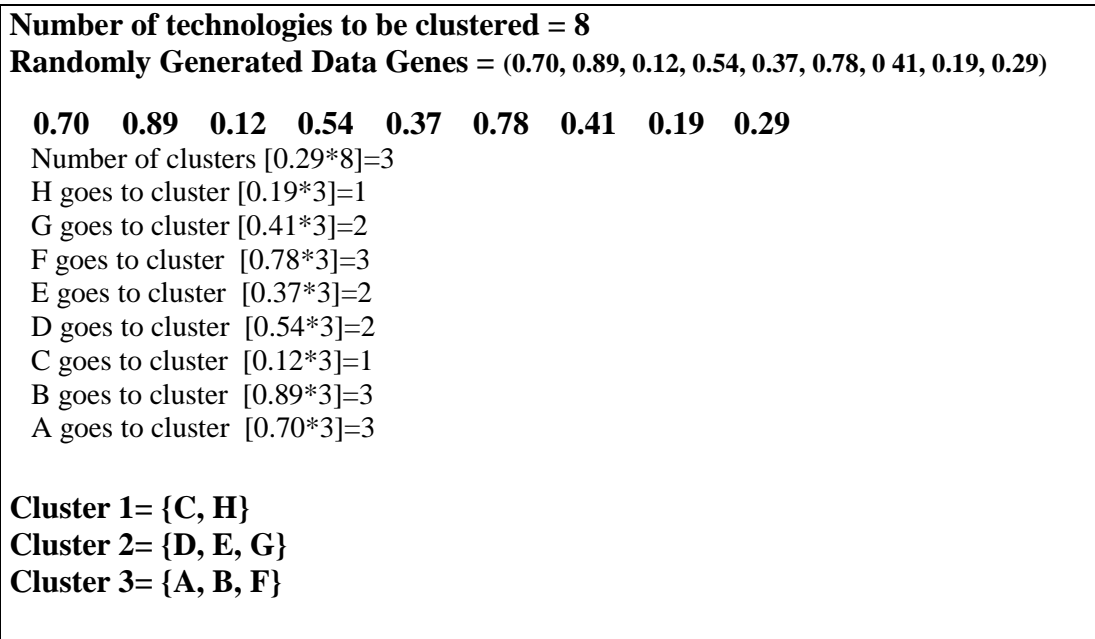 Number of technologies to be clustered = 8
Randomly Generated Data Genes = (0.70, 0.89, 0.12, 0.54, 0.37, 0.78, 0 41, 0.19, 0.29)
0.70 0.89 0.12 0.54 0.37 0.78 0.41 0.19 0.29
Number of clusters [0.29*8]=3
H goes to cluster [0.19*3]=1
G goes to cluster [0.41*3]=2
F goes to cluster [0.78*3]=3
E goes to cluster [0.37*3]=2
D goes to cluster [0.54*3]=2
C goes to cluster [0.12*3]=1
B goes to cluster [0.89*3]=3
A goes to cluster [0.70*3]=3
Cluster 1= {C, H}
Cluster 2= {D, E, G}
Cluster 3= {A, B, F}